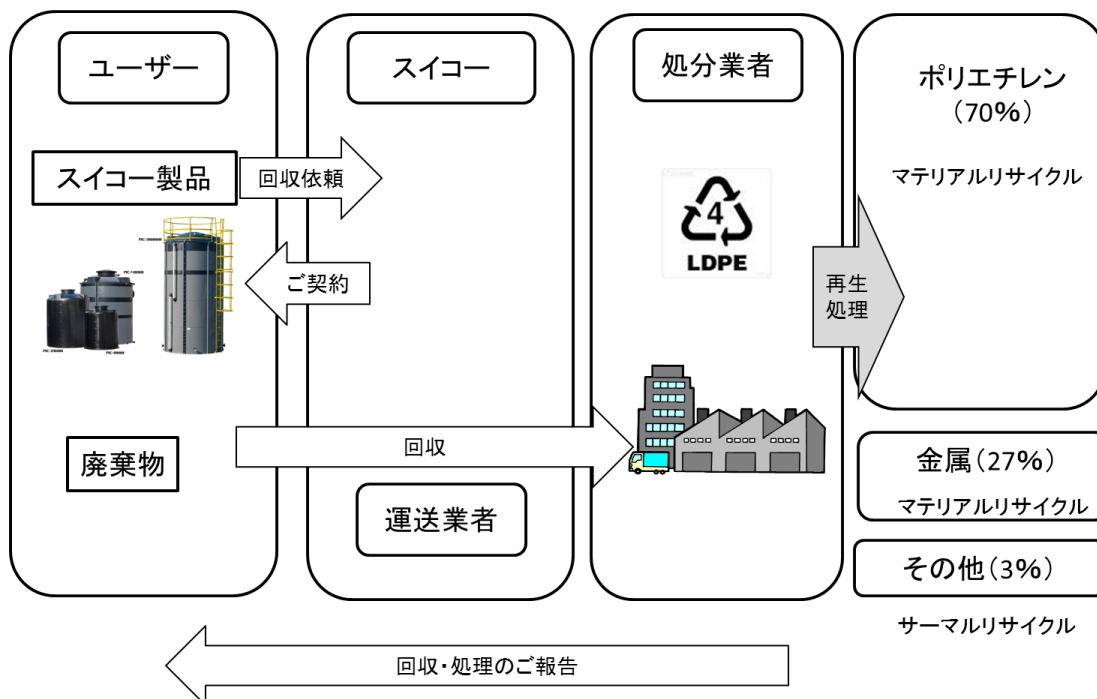 ユーザー
スイコー
処分業者
ポリエチレン
(70%)
マテリアルリサイクル
スイコー製品
回収依頼
ご契約
4
LDPE
再生
処理
廃棄物
回収
運送業者
金属(27%)
マテリアルリサイクル
その他(3%)
サーマルリサイクル
回収・処理のご報告